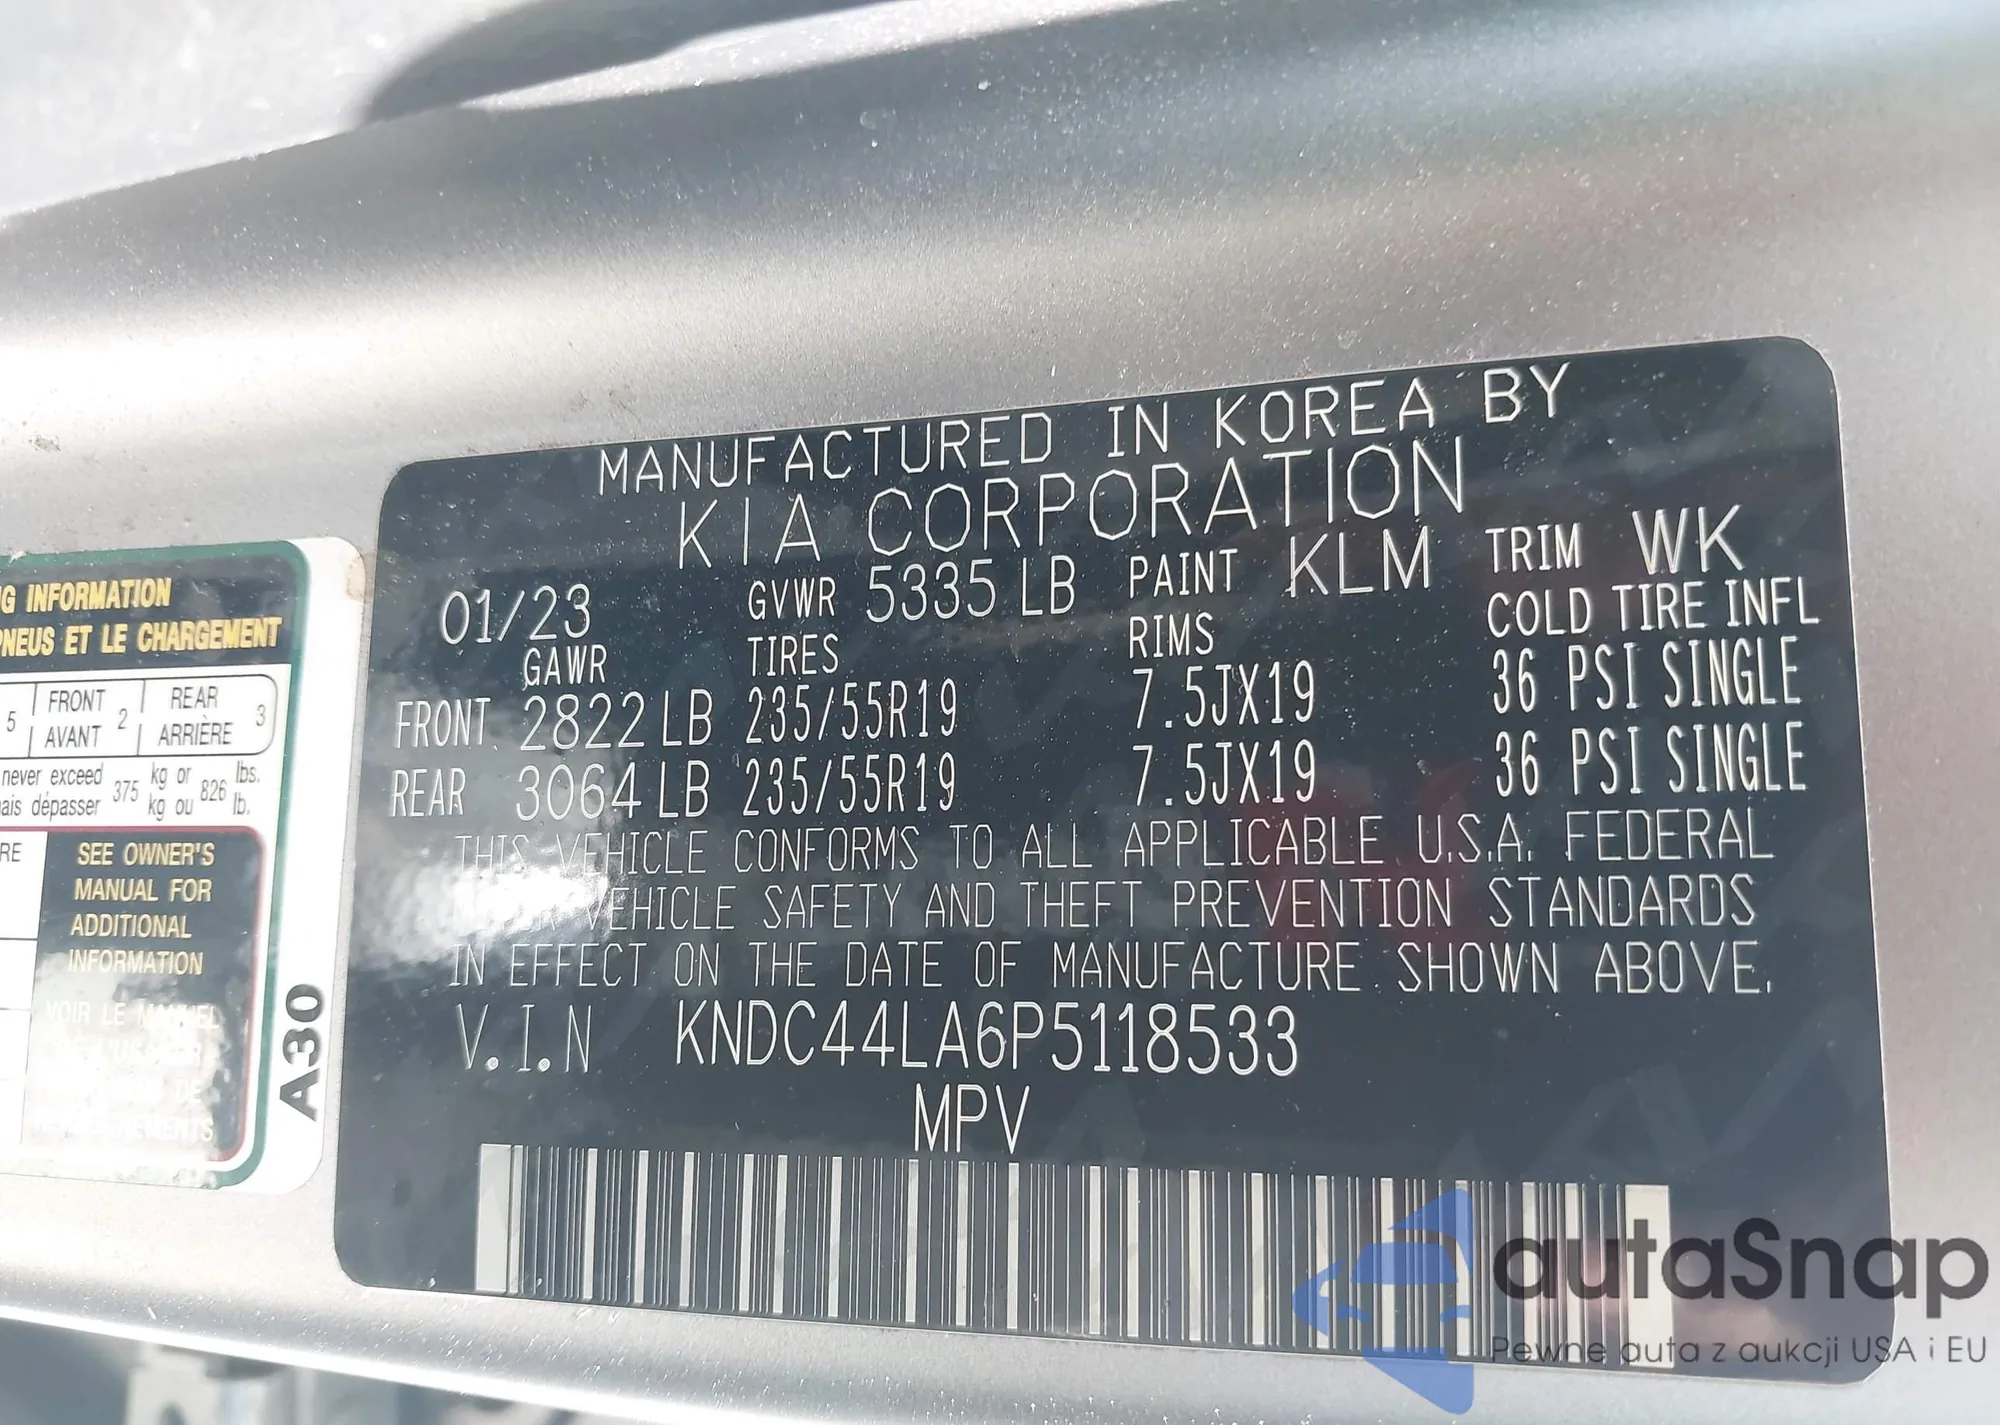 MANUFACTURED IN KOREA BY
KIA CORPORATION
01/23 GVWR 5335 LB PAINT KLM TRIM WK
GAWR TIRES RIMS COLD TIRE INFL
FRONT 2822 LB 235/55R19 7.5JX19 36 PSI SINGLE
REAR 3064 LB 235/55R19 7.5JX19 36 PSI SINGLE
THIS VEHICLE CONFORMS TO ALL APPLICABLE U.S.A. FEDERAL
VEHICLE SAFETY AND THEFT PREVENTION STANDARDS
IN EFFECT ON THE DATE OF MANUFACTURE SHOWN ABOVE.
V.I.N KNDC44LA6P5118533
MPV
G INFORMATION
PNEUS ET LE CHARGEMENT
5 FRONT 2 REAR 3
AVANT ARRIÈRE
never exceed 375 kg or 826 lbs.
ais dépasser kg ou lb.
RE
SEE OWNER'S
MANUAL FOR
ADDITIONAL
INFORMATION
VOIR LE MANUEL
A30
autaSnap
Pewne auta z aukcji USA i EU